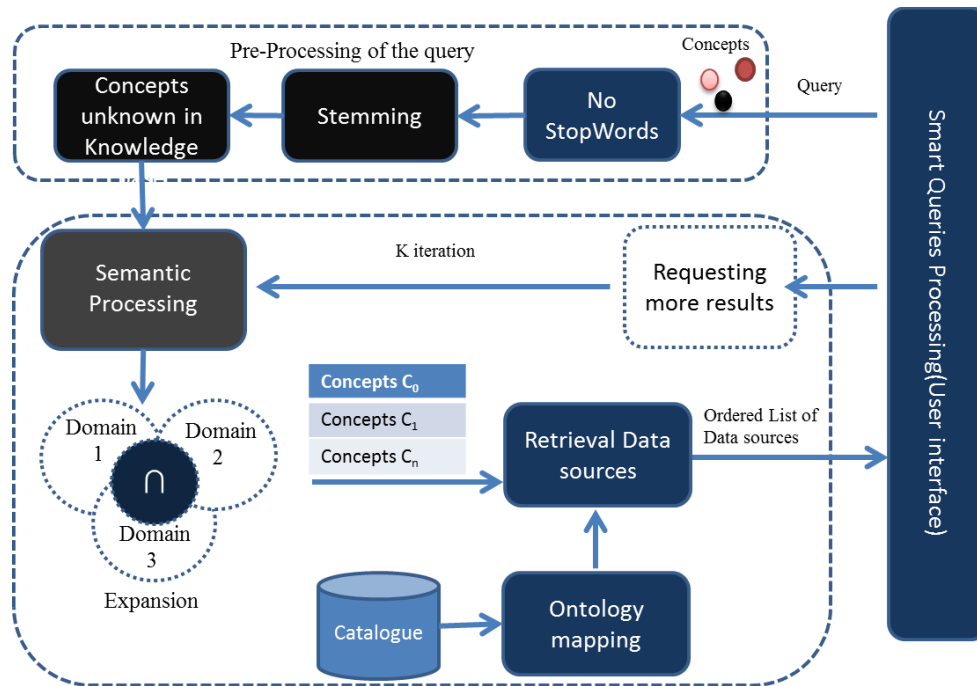 Pre-Processing of the query
Concepts
Query
Concepts
unknown in
Knowledge
Stemming
No
StopWords
Smart Queries Processing(User interface)
Semantic
Processing
K iteration
Requesting
more results
Domain
1
Domain
2
∩
Domain
3
Expansion
Concepts C₀
Concepts C₁
Concepts Cₙ
Retrieval Data
sources
Ordered List of
Data sources
Catalogue
Ontology
mapping